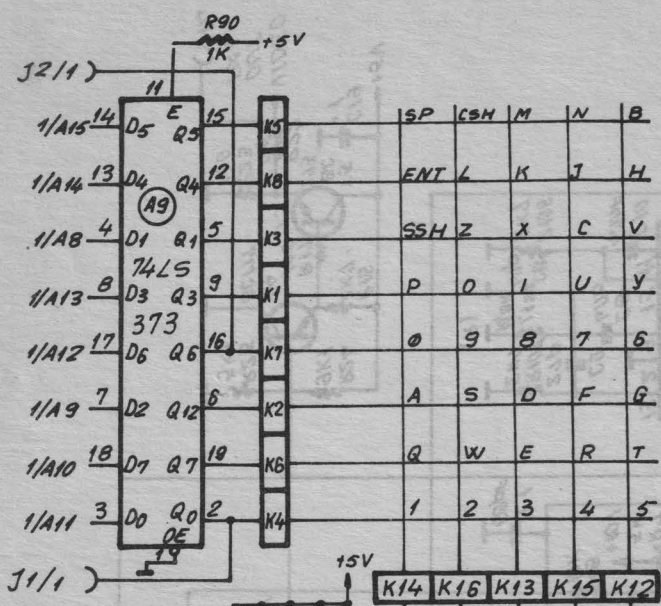 R90
1K
+5V
J2/1
11
E
1/A15 14 D5 Q5 15 K5 SP CSH M N B
1/A14 13 D4 Q4 12 K8 ENT L K J H
A9
1/A8 4 D1 Q1 5 K3 SSH Z X C V
74LS
1/A13 8 D3 Q3 9 K1 P O I U Y
373
1/A12 17 D6 Q6 16 K7 0 9 8 7 6
1/A9 7 D2 Q12 6 K2 A S D F G
1/A10 18 D7 Q7 19 K6 Q W E R T
1/A11 3 D0 Q0 2 K4 1 2 3 4 5
OE
J1/1
+5V
K14 K16 K13 K15 K12